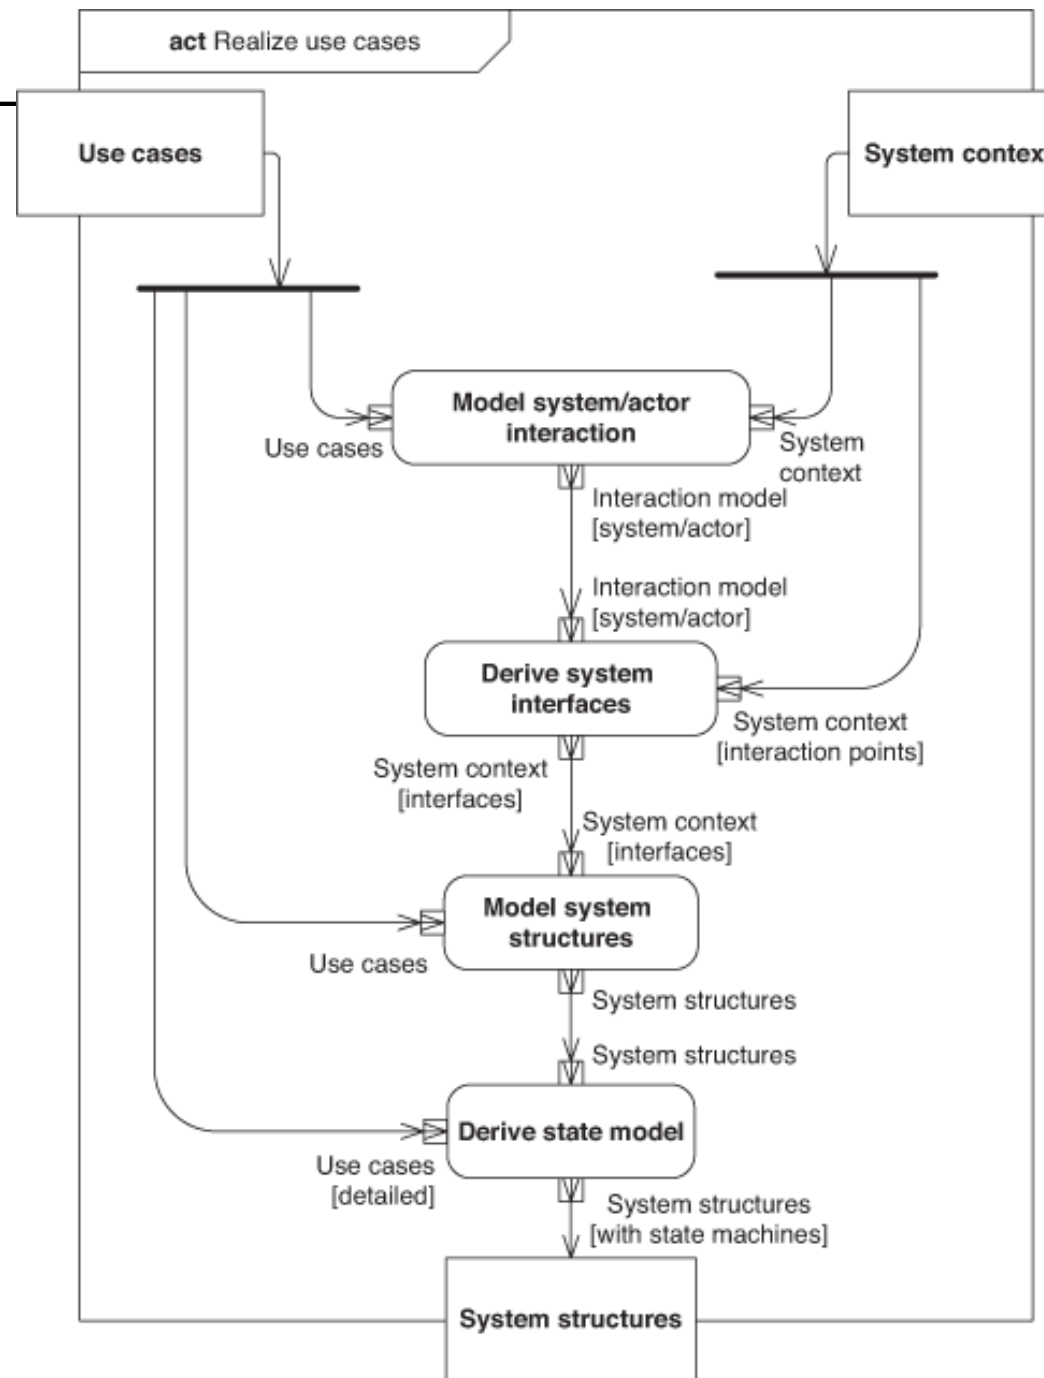 act Realize use cases
Use cases
System contex
Model system/actor
interaction
Use cases
System
context
Interaction model
[system/actor]
Interaction model
[system/actor]
Derive system
interfaces
System context
[interaction points]
System context
[interfaces]
System context
[interfaces]
Model system
structures
Use cases
System structures
System structures
Derive state model
Use cases
[detailed]
System structures
[with state machines]
System structures